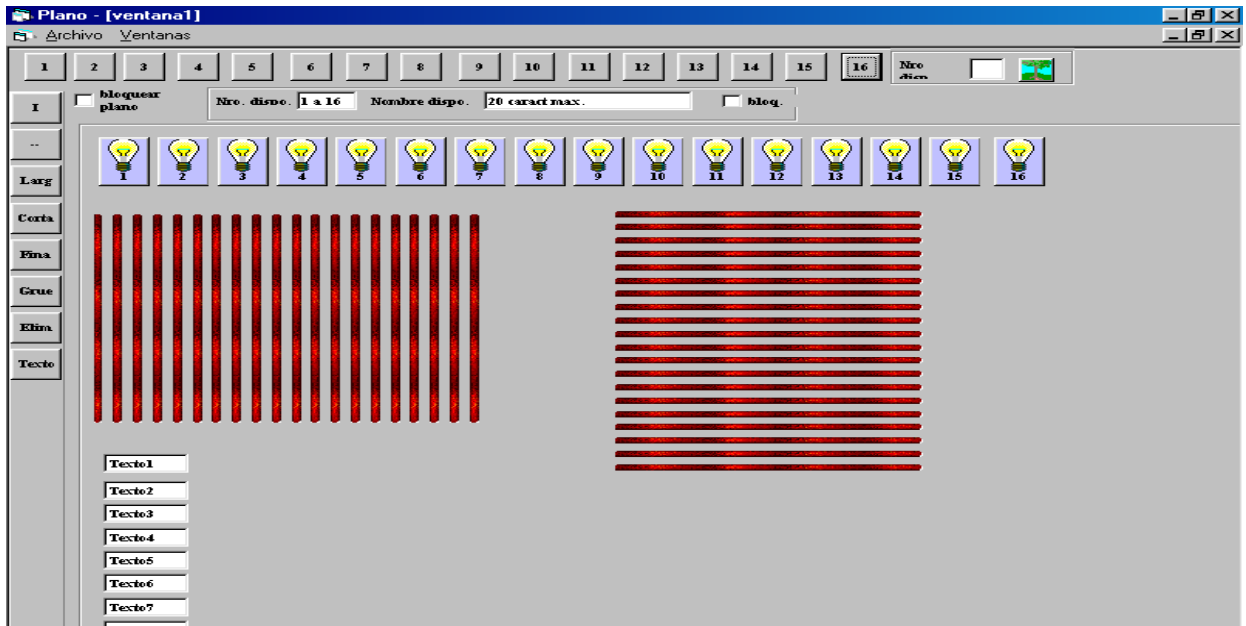 Plano - [ventana1]
Archivo Ventanas
1 2 3 4 5 6 7 8 9 10 11 12 13 14 15 16 Nro
disp
I
bloquear
plano
Nro. dispo. 1 a 16 Nombre dispo. 20 caract max. bloq.
--
1 2 3 4 5 6 7 8 9 10 11 12 13 14 15 16
Larg
Corta
Fina
Grue
Elim
Texto
Texto1
Texto2
Texto3
Texto4
Texto5
Texto6
Texto7